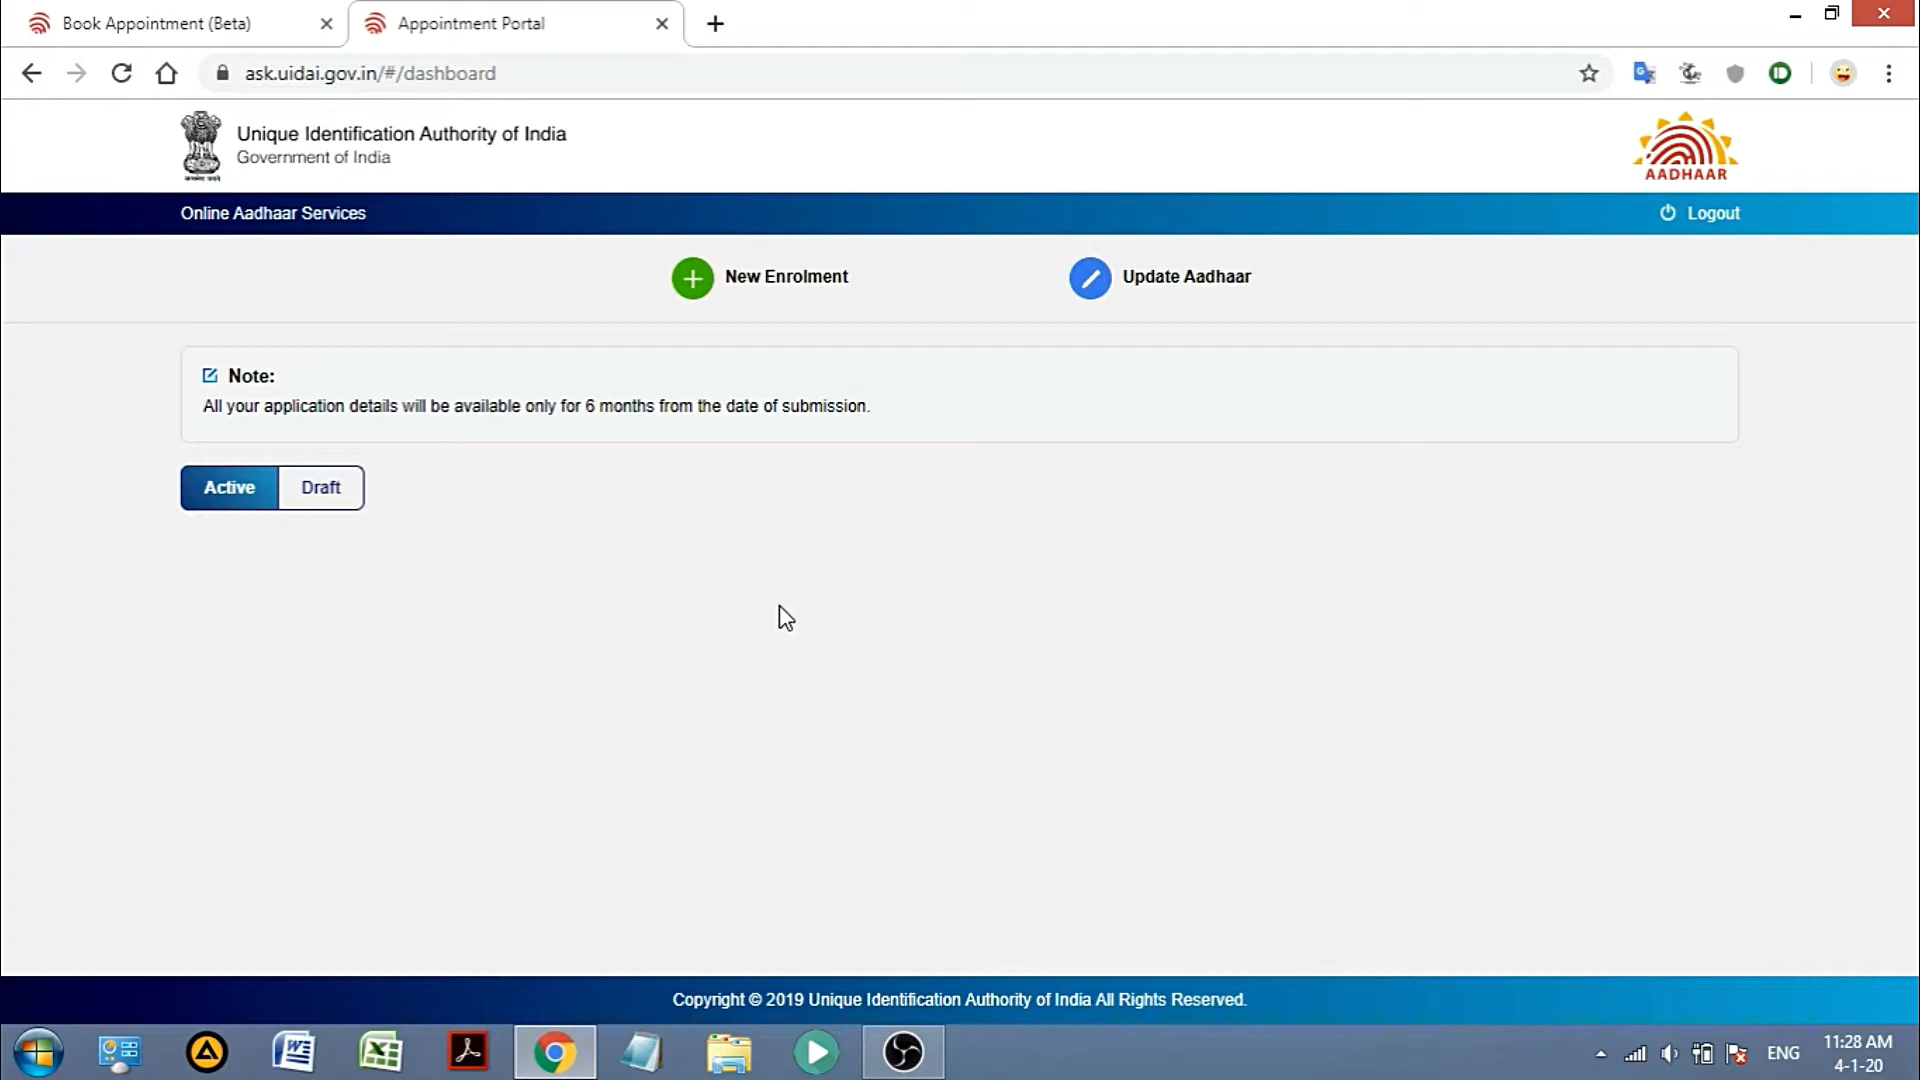 Book Appointment (Beta)
Appointment Portal
ask.uidai.gov.in/#/dashboard
Unique Identification Authority of India
Government of India
AADHAAR
Online Aadhaar Services
Logout
New Enrolment
Update Aadhaar
Note:
All your application details will be available only for 6 months from the date of submission.
Active
Draft
Copyright © 2019 Unique Identification Authority of India All Rights Reserved.
ENG
11:28 AM
4-1-20